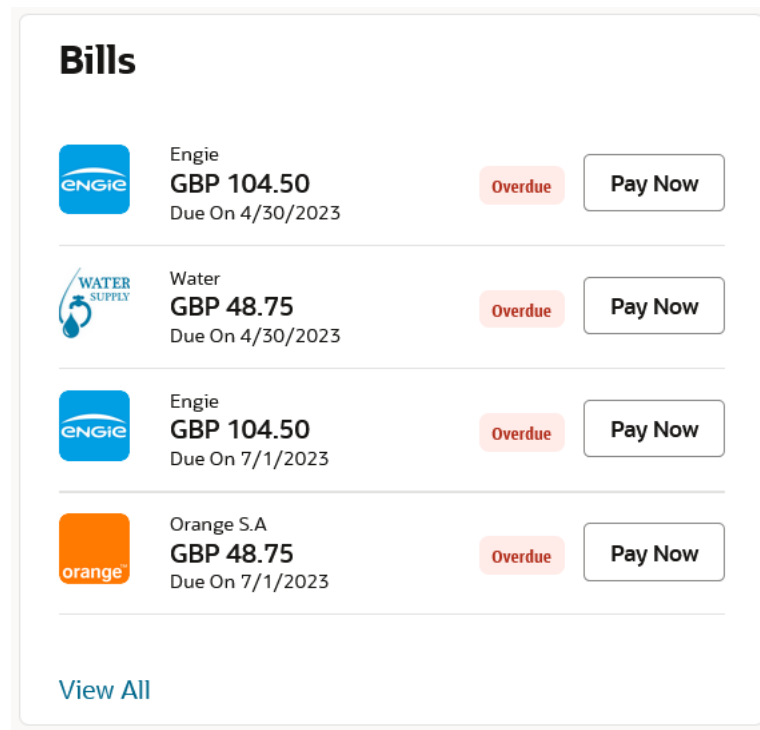 Bills
ENGIE
Engie
GBP 104.50
Due On 4/30/2023
Overdue
Pay Now
WATER
SUPPLY
Water
GBP 48.75
Due On 4/30/2023
Overdue
Pay Now
ENGIE
Engie
GBP 104.50
Due On 7/1/2023
Overdue
Pay Now
orange™
Orange S.A
GBP 48.75
Due On 7/1/2023
Overdue
Pay Now
View All